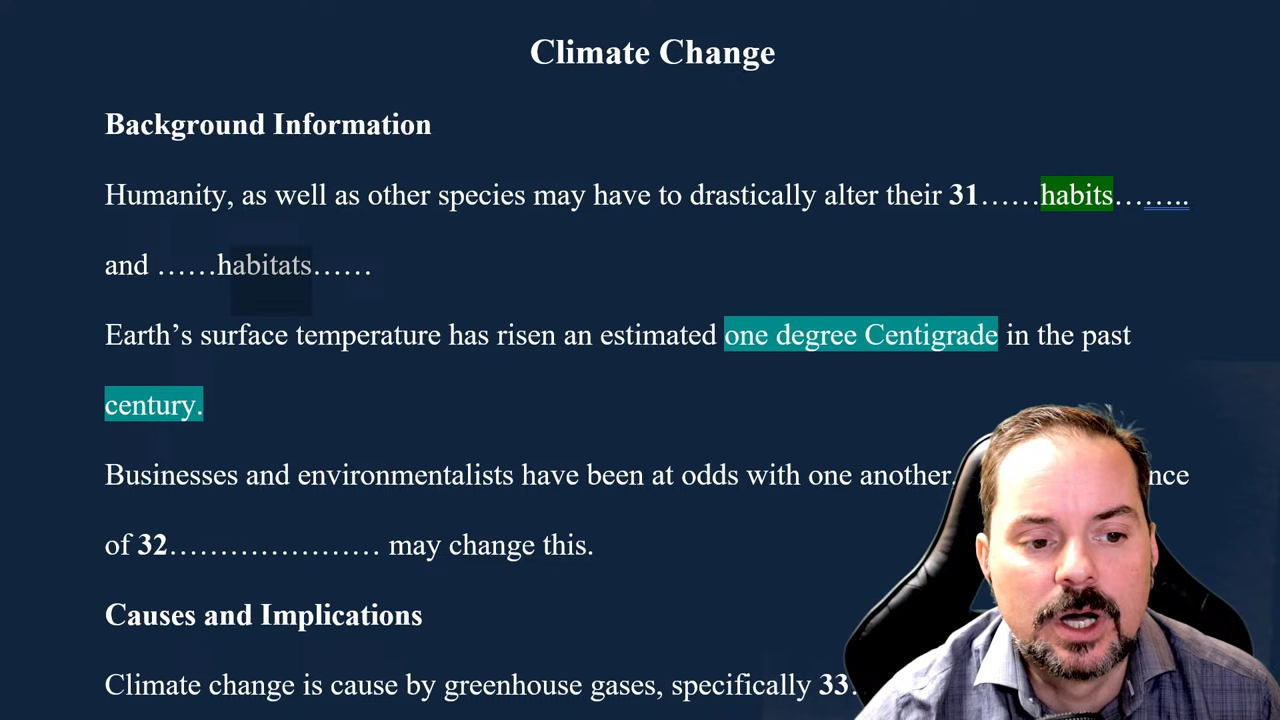 Climate Change
Background Information
Humanity, as well as other species may have to drastically alter their 31……habits……..
and ……habitats……
Earth’s surface temperature has risen an estimated one degree Centigrade in the past
century.
Businesses and environmentalists have been at odds with one another.
of 32………………… may change this.
Causes and Implications
Climate change is cause by greenhouse gases, specifically 33.